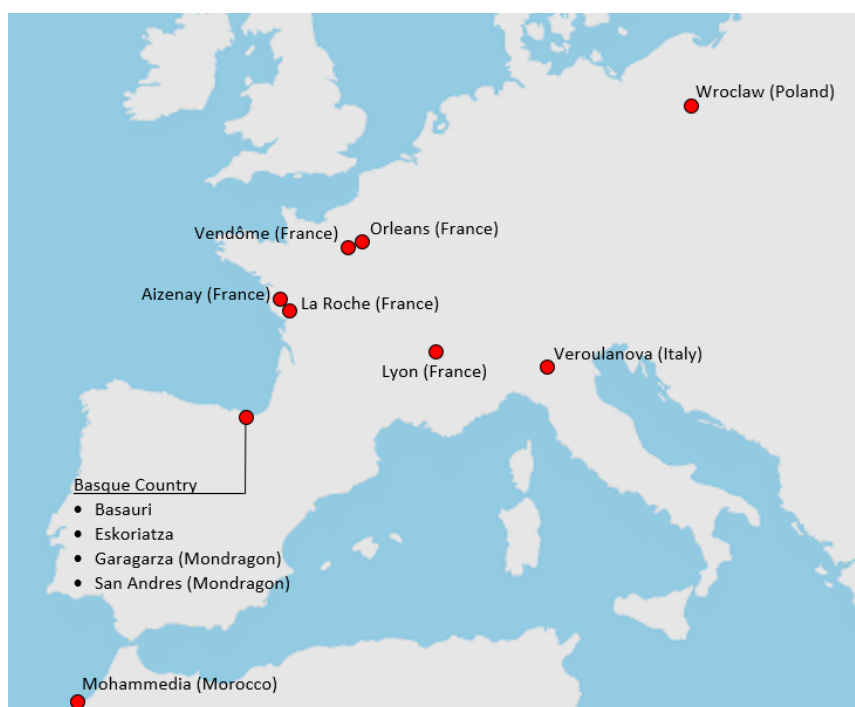 Wroclaw (Poland)
Orleans (France)
Vendôme (France)
Aizenay (France)
La Roche (France)
Veroulanova (Italy)
Lyon (France)
Basque Country
• Basauri
• Eskoriatza
• Garagarza (Mondragon)
• San Andres (Mondragon)
Mohammedia (Morocco)